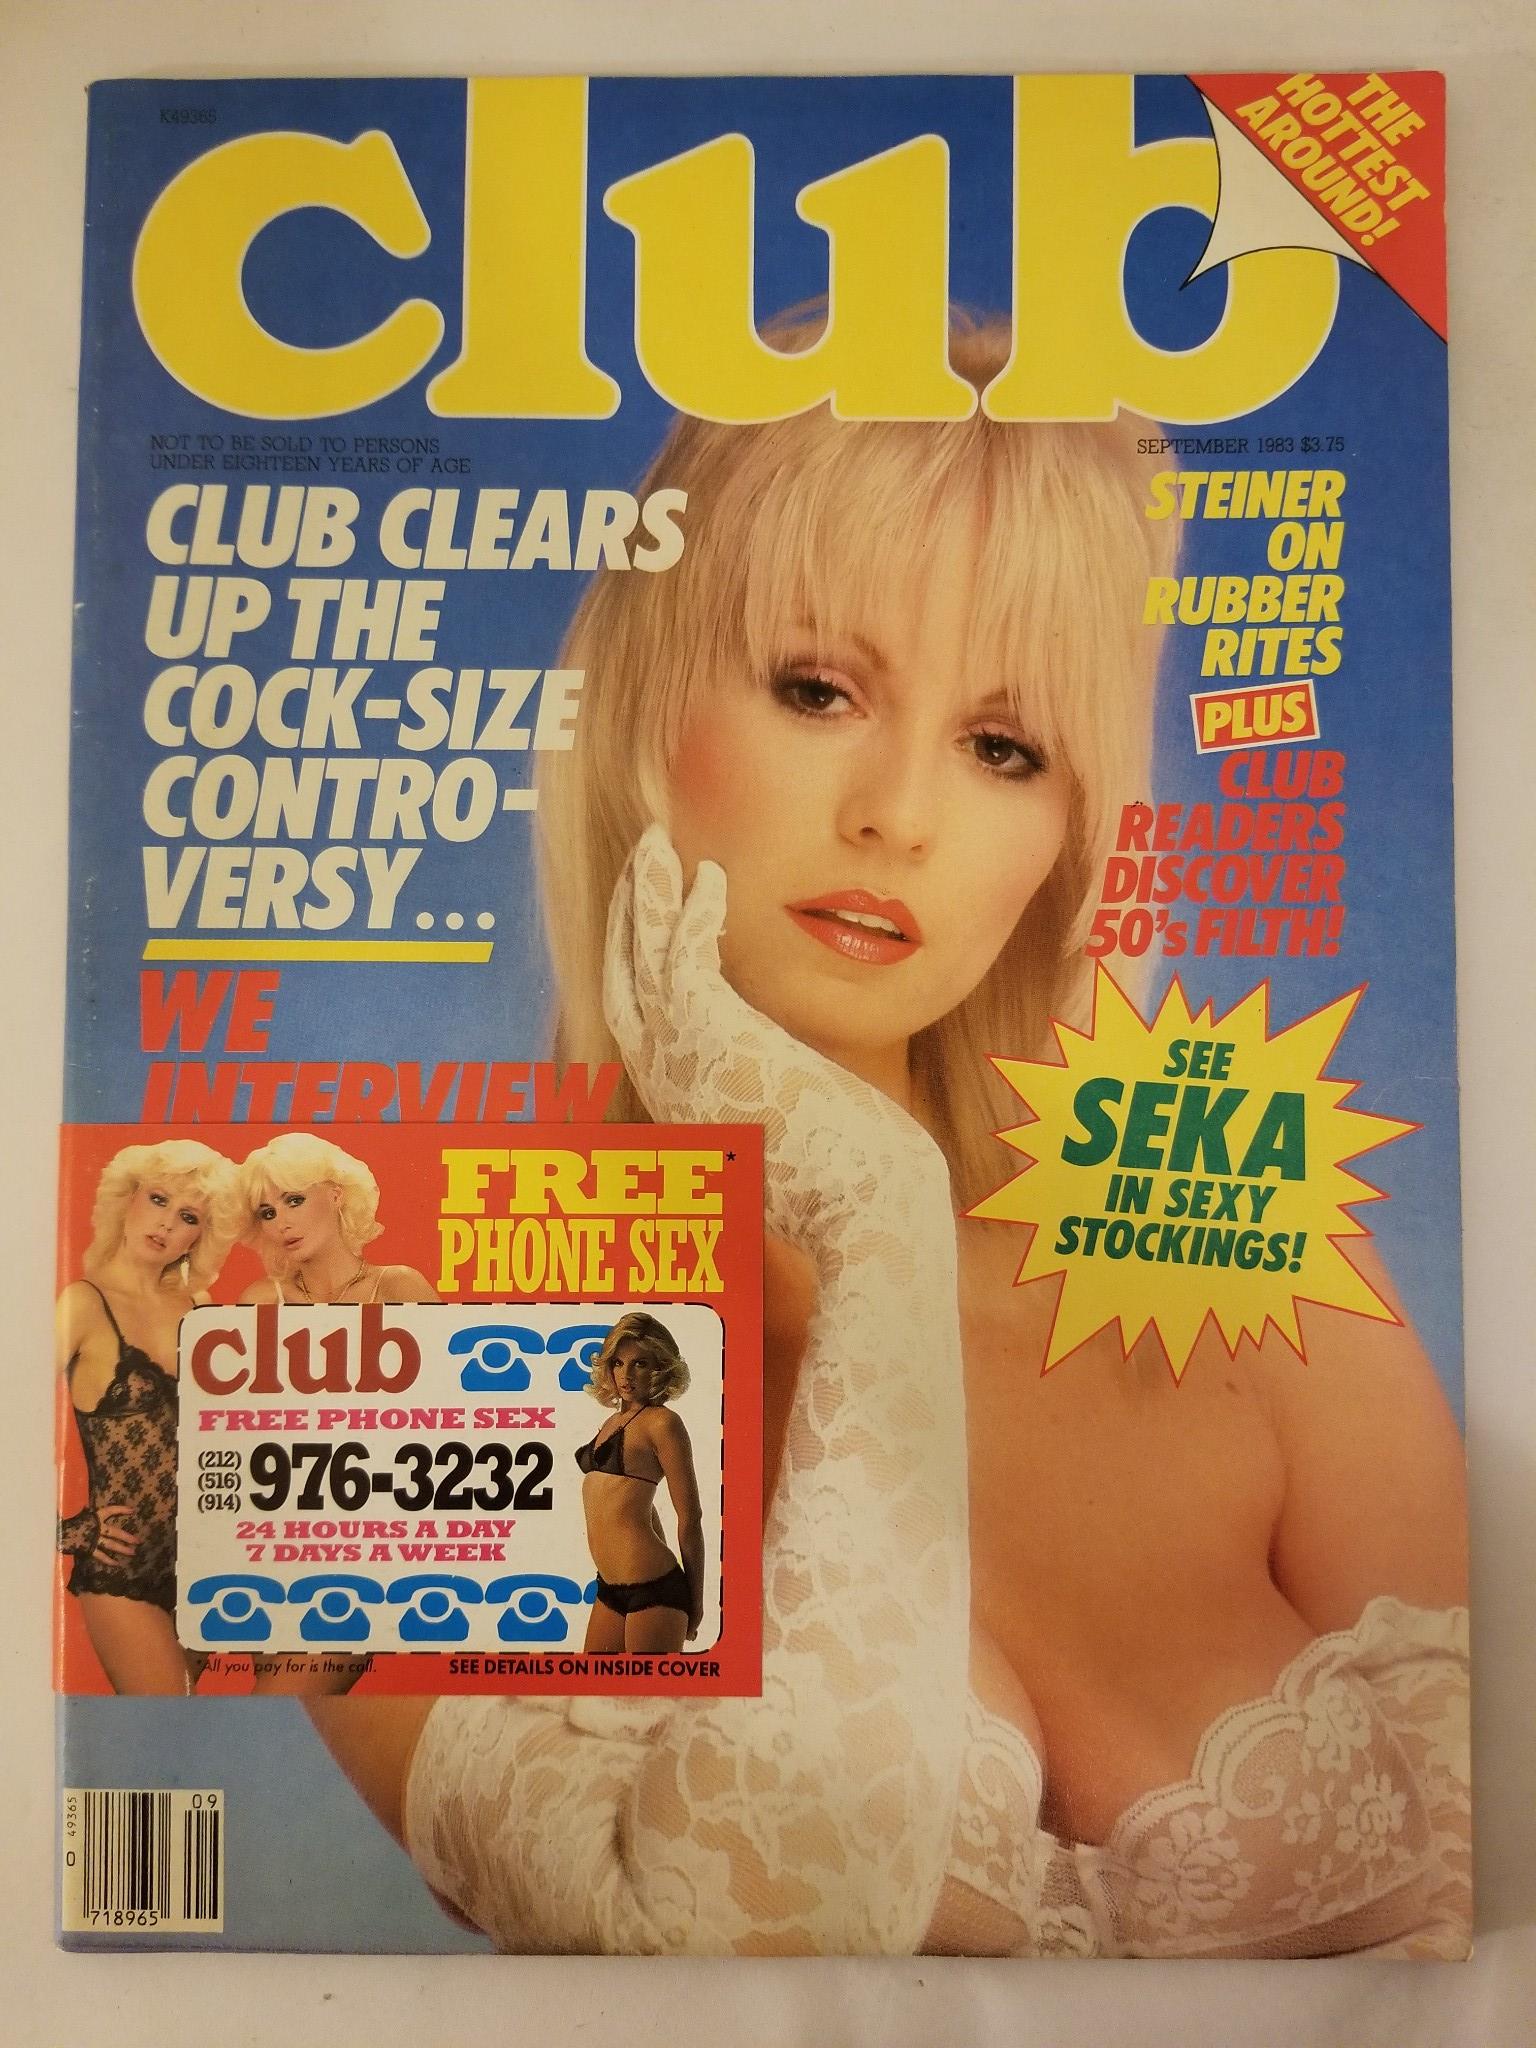 K49365
club
THE
HOTTEST
AROUND!
NOT TO BE SOLD TO PERSONS
UNDER EIGHTEEN YEARS OF AGE
SEPTEMBER 1983 $3.75
CLUB CLEARS
UP THE
COCK-SIZE
CONTRO-
VERSY...
WE
INTERVIEW
STEINER
ON
RUBBER
RITES
PLUS
CLUB
READERS
DISCOVER
50's FILTH!
SEE
SEKA
IN SEXY
STOCKINGS!
FREE*
PHONE SEX
club
FREE PHONE SEX
(212)
(516)
(914)
976-3232
24 HOURS A DAY
7 DAYS A WEEK
*All you pay for is the call.
SEE DETAILS ON INSIDE COVER
0 49365
09
718965